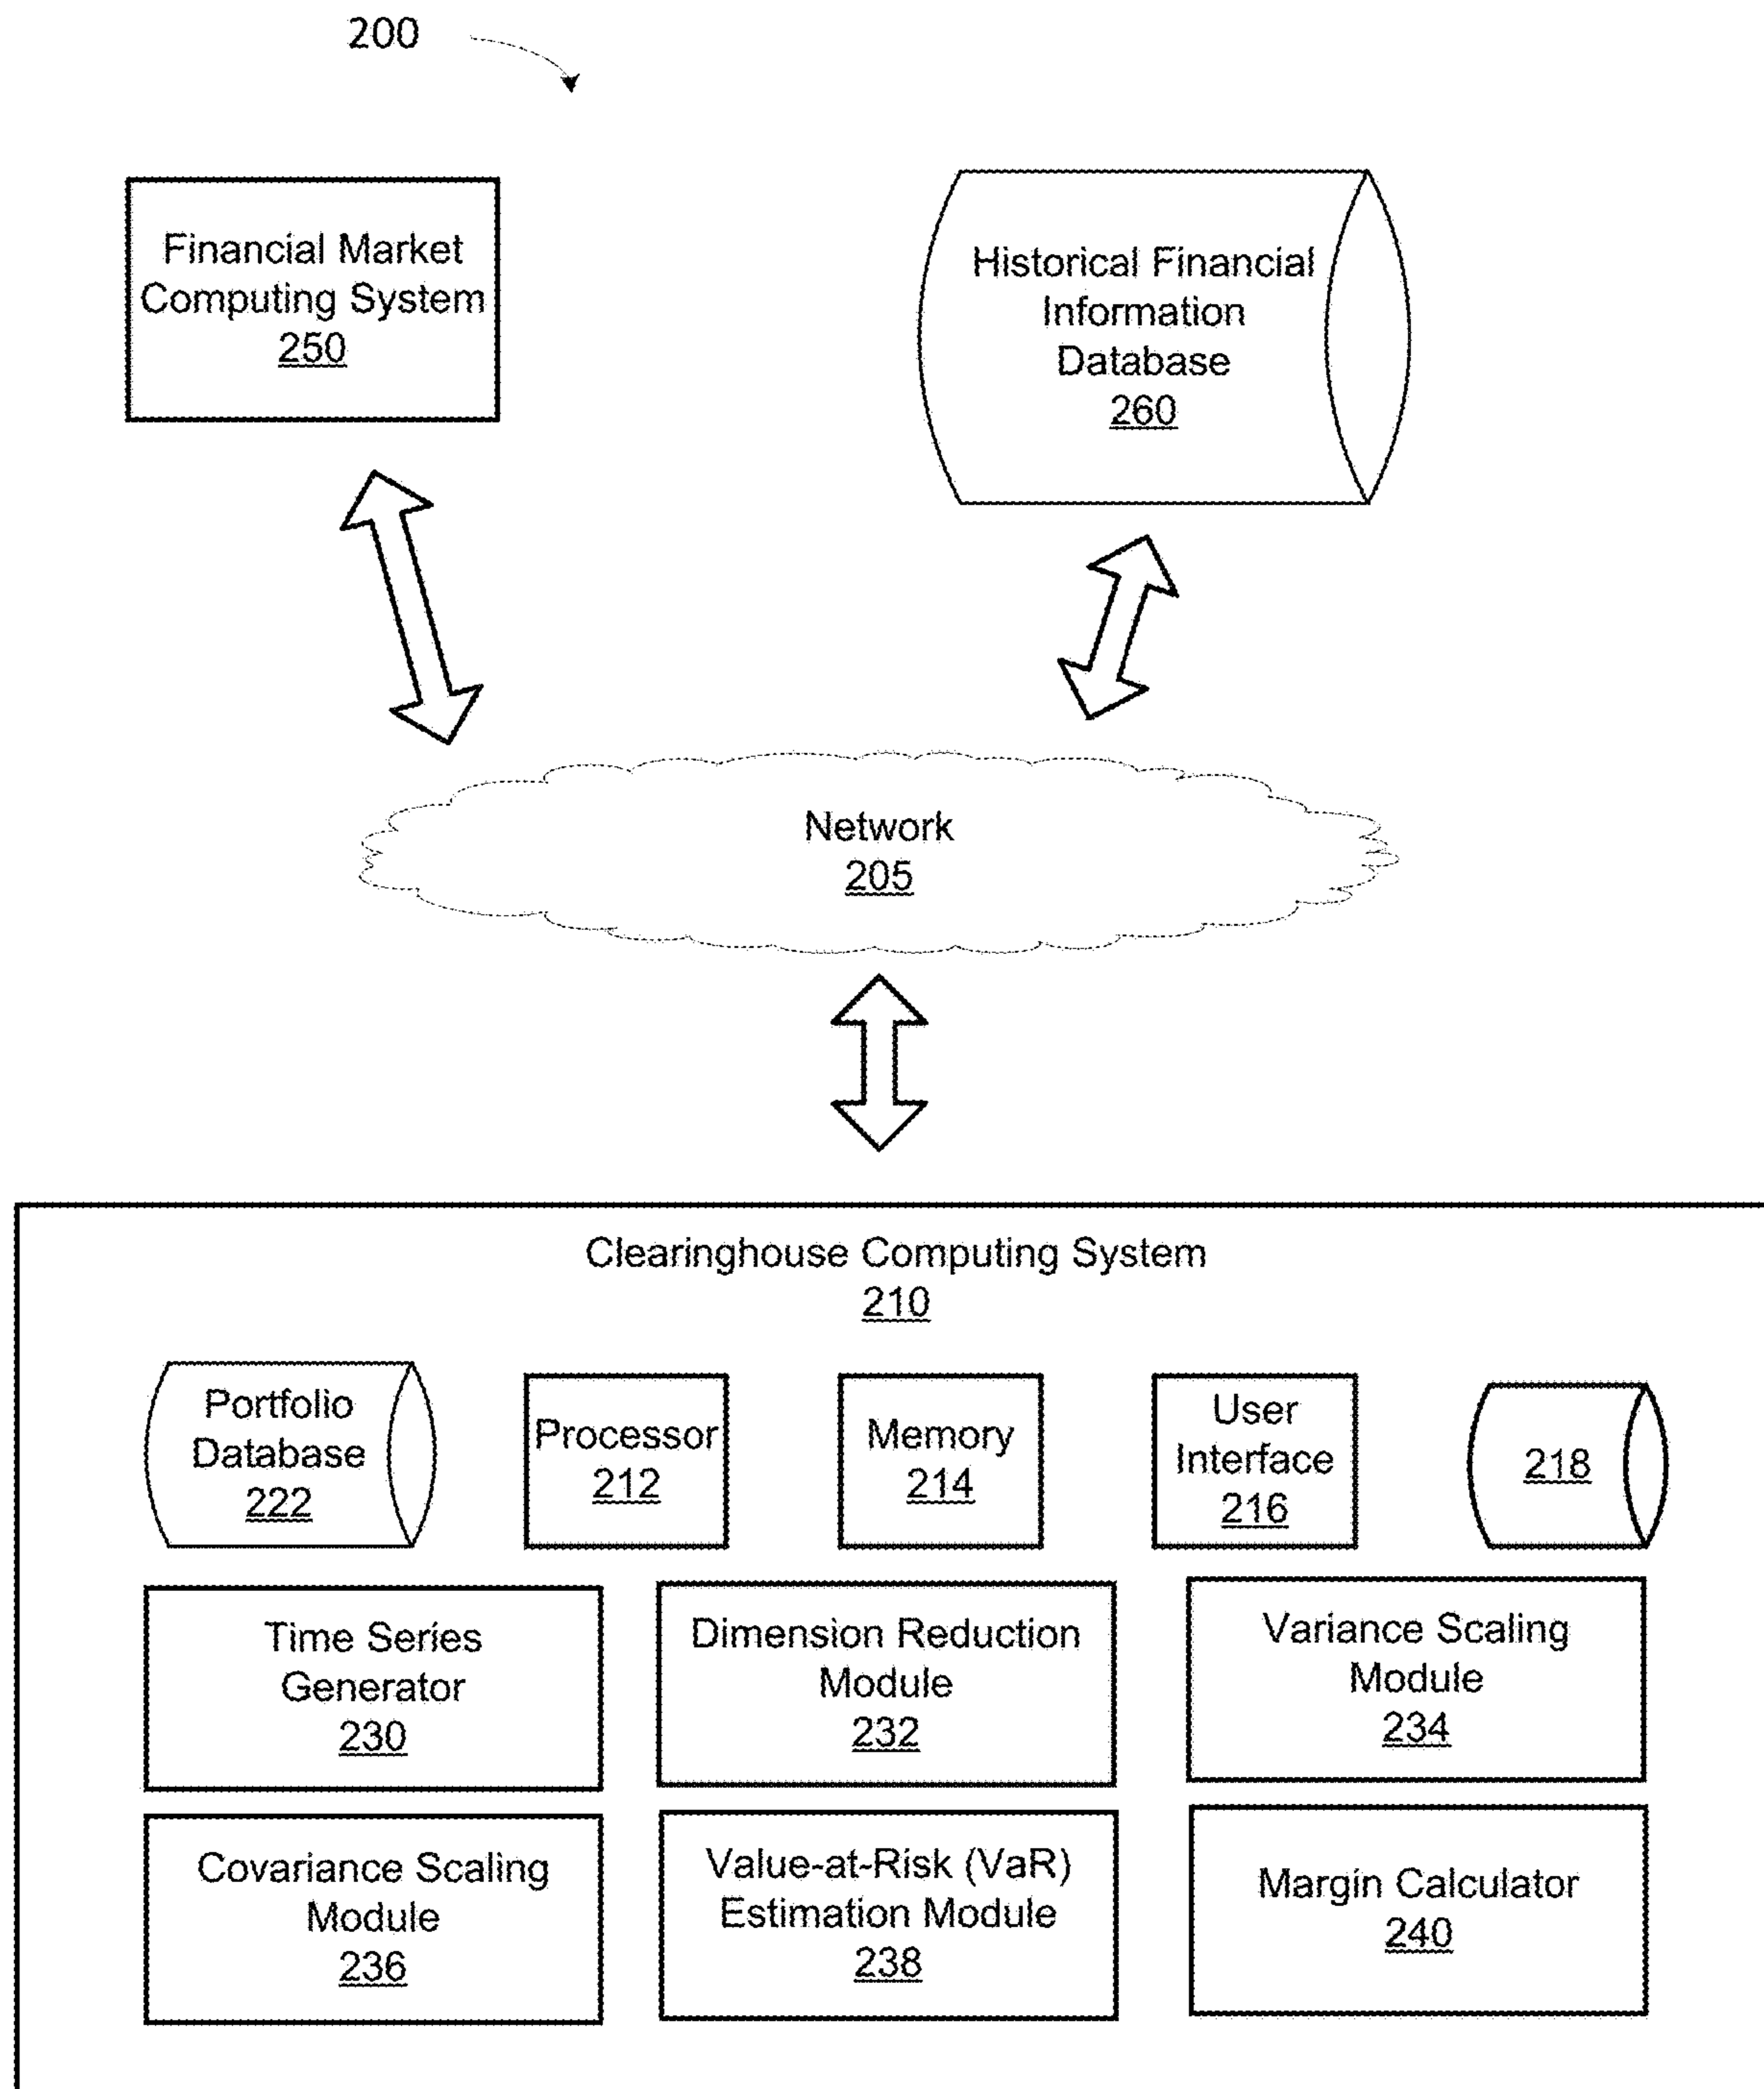 200
Financial Market
Computing System
250
Historical Financial
Information
Database
260
Network
205
Clearinghouse Computing System
210
Portfolio
Database
222
Processor
212
Memory
214
User
Interface
216
218
Time Series
Generator
230
Dimension Reduction
Module
232
Variance Scaling
Module
234
Covariance Scaling
Module
236
Value-at-Risk (VaR)
Estimation Module
238
Margin Calculator
240